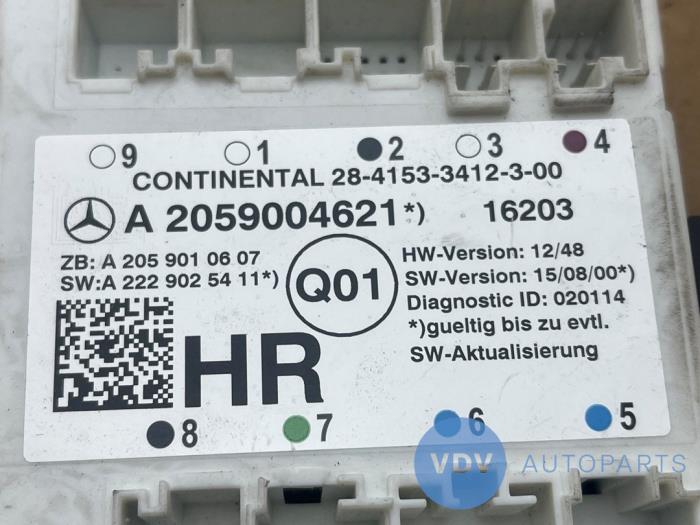 9 1 2 3 4
CONTINENTAL 28-4153-3412-3-00
A 2059004621*) 16203
ZB: A 205 901 06 07
SW:A 222 902 54 11*)
Q01
HW-Version: 12/48
SW-Version: 15/08/00*)
Diagnostic ID: 020114
*)gueltig bis zu evtl.
SW-Aktualisierung
HR
8 7 6 5
VDV AUTOPARTS